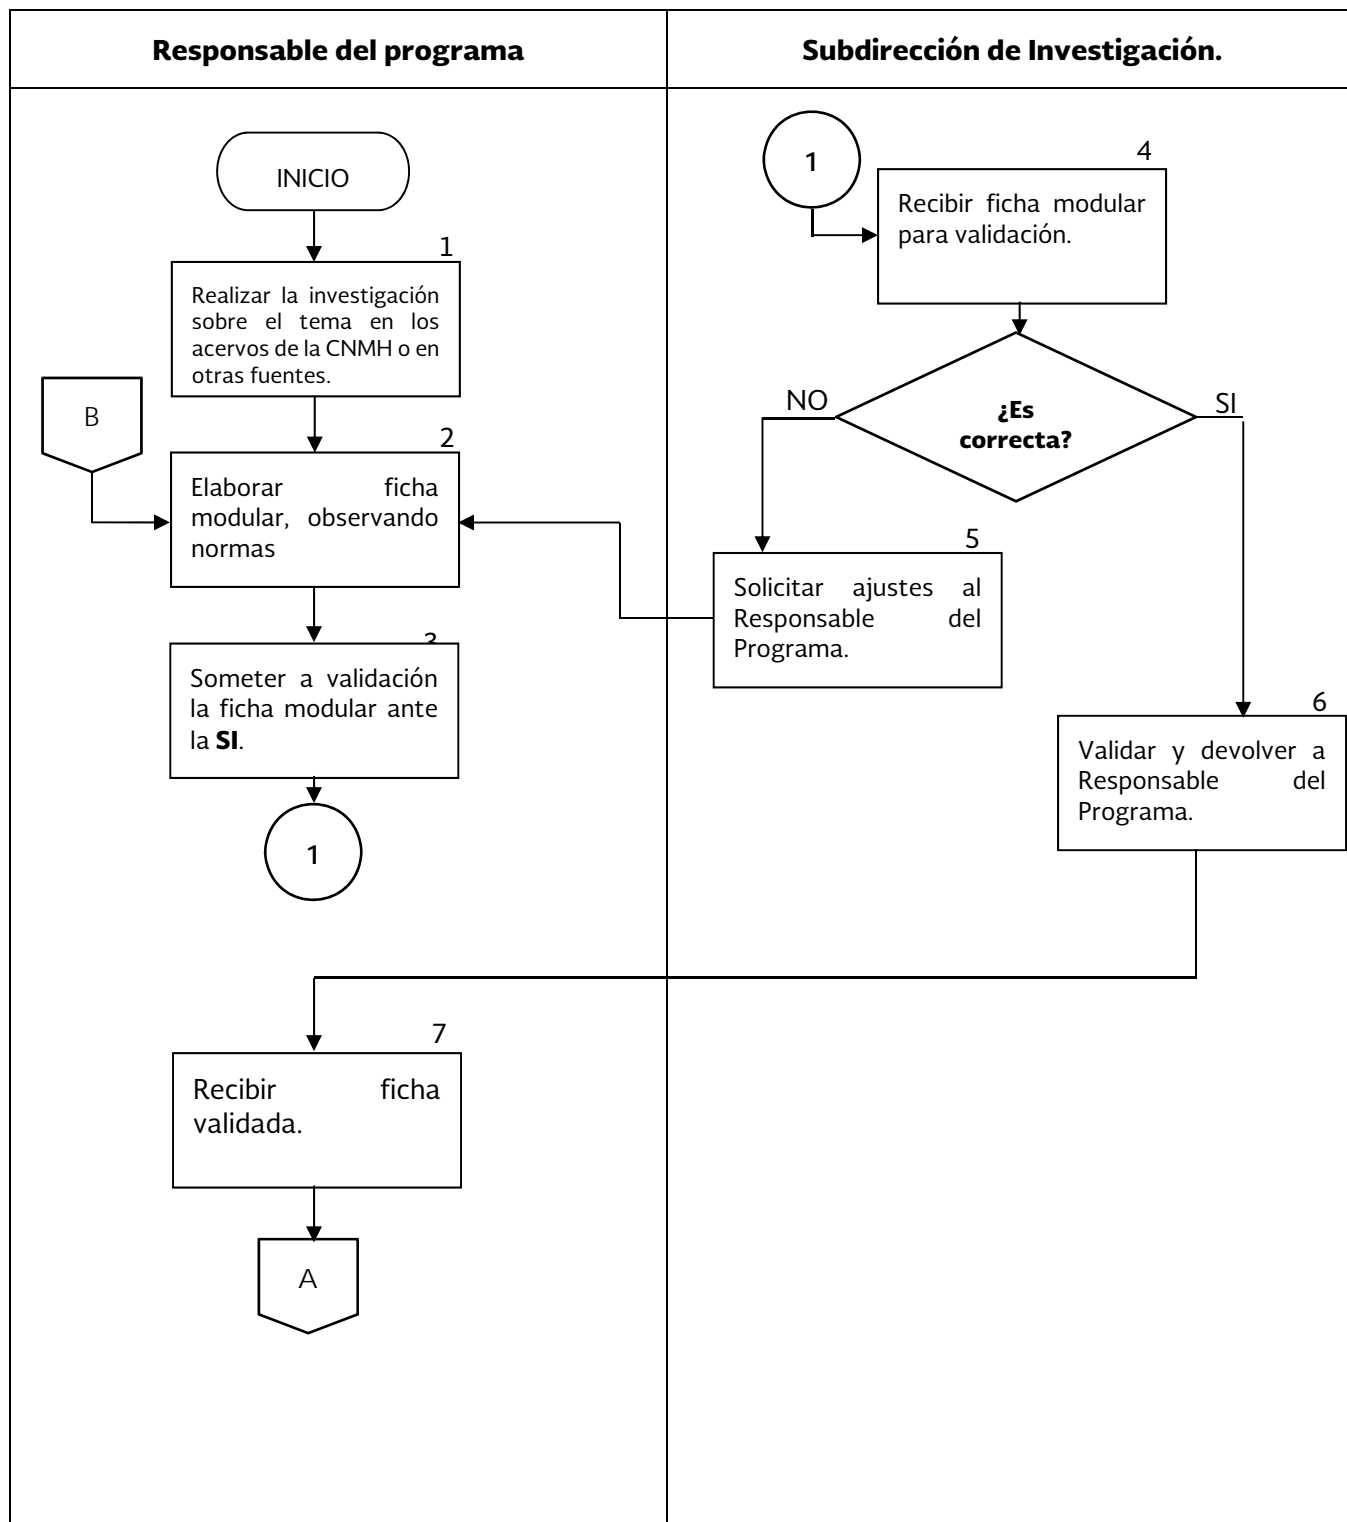 Responsable del programa
Subdirección de Investigación.
INICIO
1
Realizar la investigación
sobre el tema en los
acervos de la CNMH o en
otras fuentes.
B
2
Elaborar ficha
modular, observando
normas
3
Someter a validación
la ficha modular ante
la SI.
1
7
Recibir ficha
validada.
A
1
4
Recibir ficha modular
para validación.
¿Es
correcta?
NO
SI
5
Solicitar ajustes al
Responsable del
Programa.
6
Validar y devolver a
Responsable del
Programa.